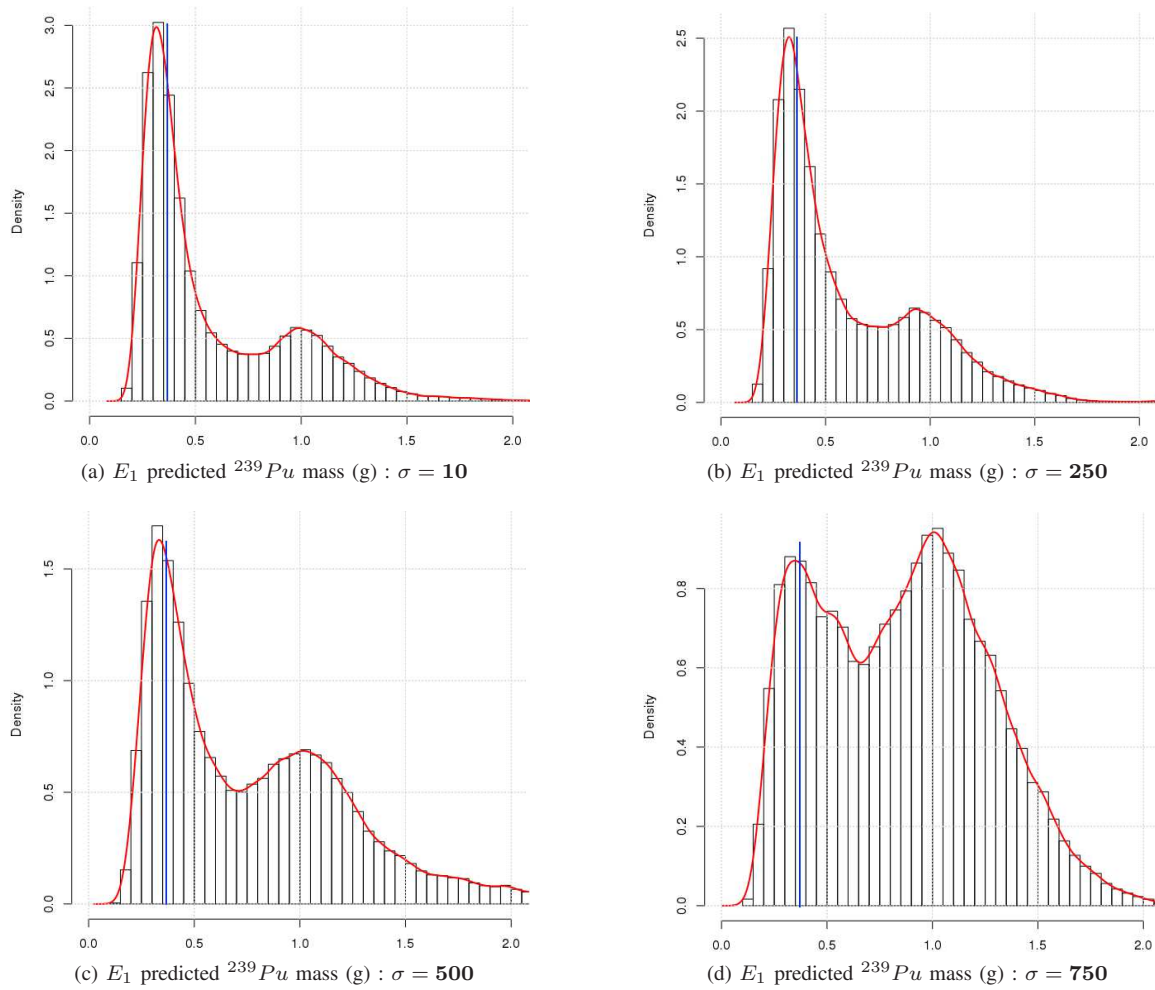 3.0
2.5
2.0
1.5
1.0
0.5
0.0
Density
0.0 0.5 1.0 1.5 2.0
(a) E₁ predicted ²³⁹Pu mass (g) : σ = 10
2.5
2.0
1.5
1.0
0.5
0.0
Density
0.0 0.5 1.0 1.5 2.0
(b) E₁ predicted ²³⁹Pu mass (g) : σ = 250
1.5
1.0
0.5
0.0
Density
0.0 0.5 1.0 1.5 2.0
(c) E₁ predicted ²³⁹Pu mass (g) : σ = 500
0.8
0.6
0.4
0.2
0.0
Density
0.0 0.5 1.0 1.5 2.0
(d) E₁ predicted ²³⁹Pu mass (g) : σ = 750